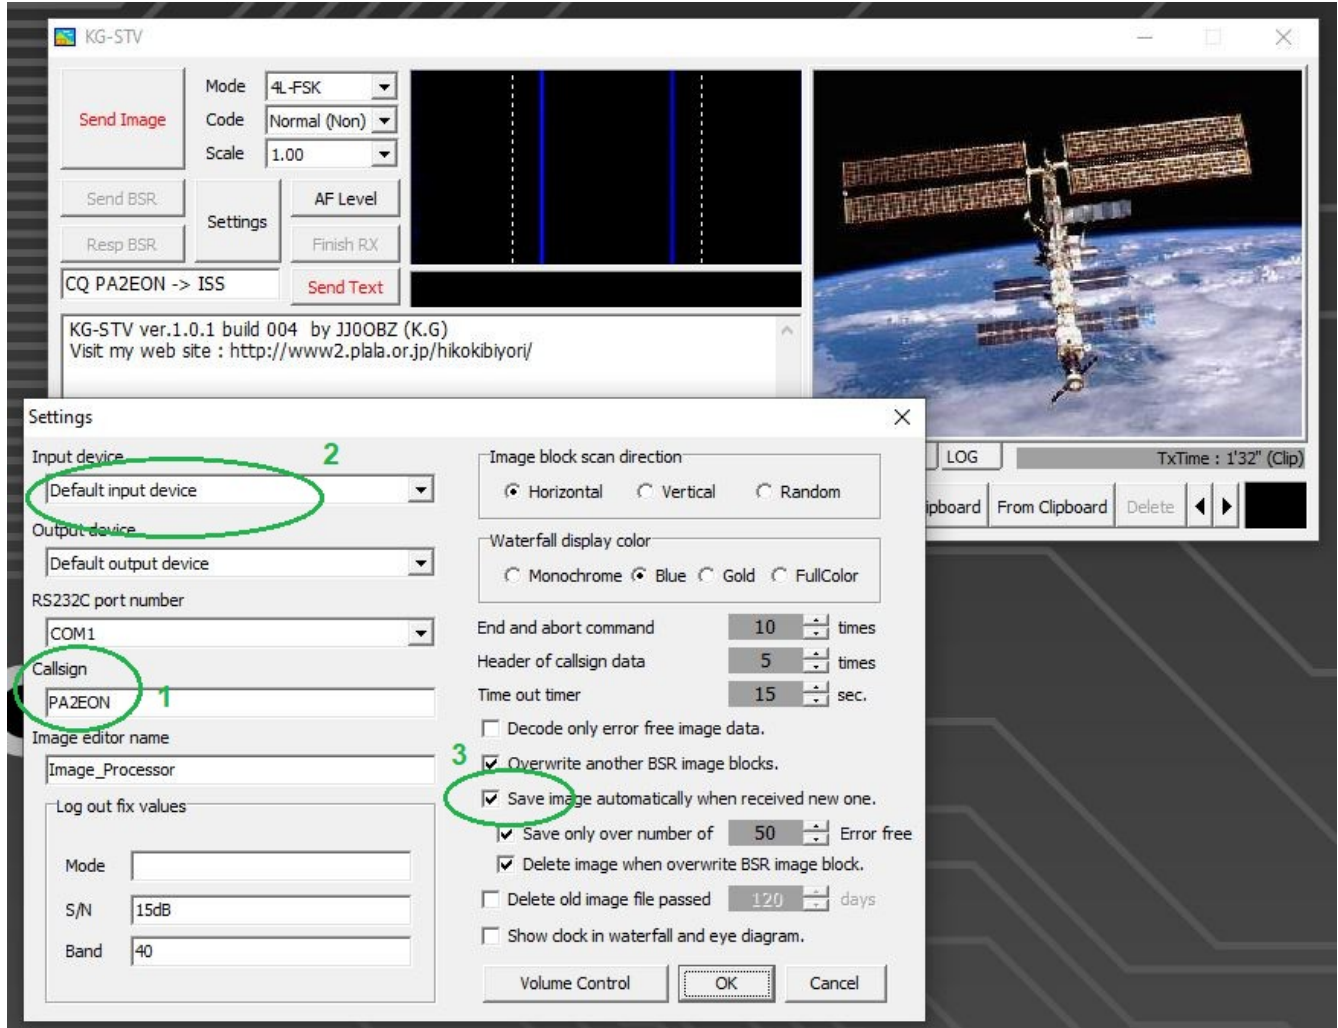 KG-STV
Send Image
Mode 4L-FSK
Code Normal (Non)
Scale 1.00
Send BSR
Settings
AF Level
Resp BSR
Finish RX
CQ PA2EON -> ISS
Send Text
KG-STV ver.1.0.1 build 004 by JJ0OBZ (K.G)
Visit my web site : http://www2.plala.or.jp/hikokibiyori/
LOG
TxTime : 1'32" (Clip)
ipboard
From Clipboard
Delete
Settings
Input device
2
Default input device
Output device
Default output device
RS232C port number
COM1
Callsign
PA2EON
1
Image editor name
Image_Processor
Log out fix values
Mode
S/N 15dB
Band 40
Image block scan direction
Horizontal Vertical Random
Waterfall display color
Monochrome Blue Gold FullColor
End and abort command 10 times
Header of callsign data 5 times
Time out timer 15 sec.
Decode only error free image data.
3
Overwrite another BSR image blocks.
Save image automatically when received new one.
Save only over number of 50 Error free
Delete image when overwrite BSR image block.
Delete old image file passed 120 days
Show clock in waterfall and eye diagram.
Volume Control OK Cancel